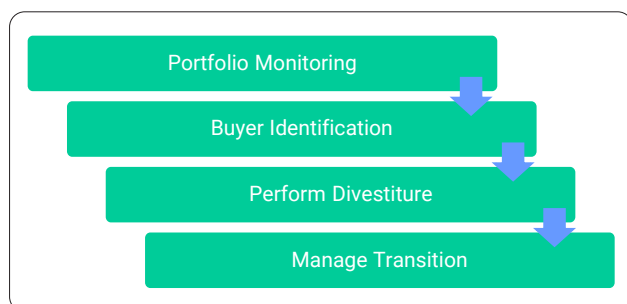 Portfolio Monitoring
Buyer Identification
Perform Divestiture
Manage Transition